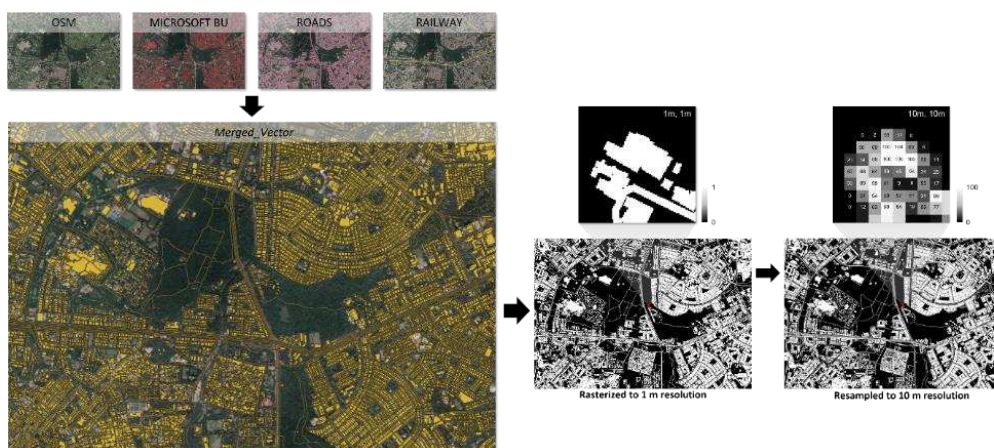 OSM
MICROSOFT BU
ROADS
RAILWAY
Merged_Vector
1m, 1m
1
0
Rasterized to 1 m resolution
10m, 10m
100
0
Resampled to 10 m resolution